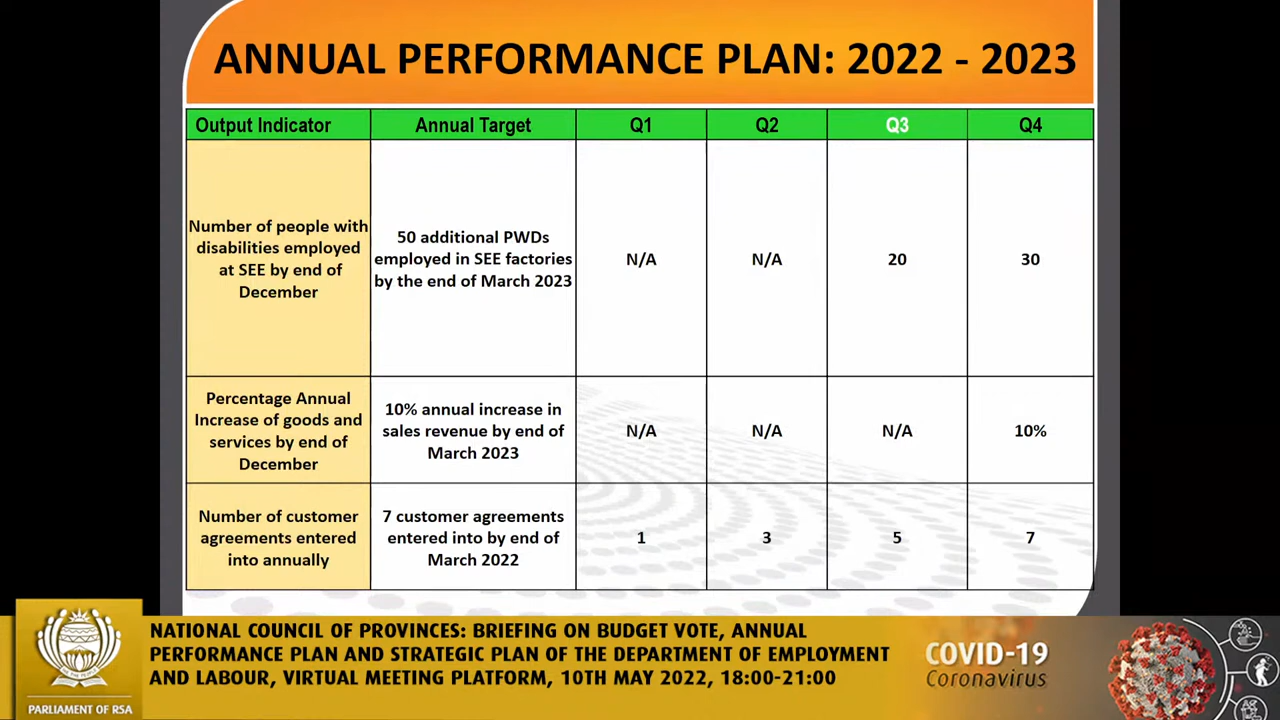 ANNUAL PERFORMANCE PLAN: 2022 - 2023
Output Indicator
Annual Target
Q1
Q2
Q3
Q4
Number of people with
disabilities employed
at SEE by end of
December
50 additional PWDs
employed in SEE factories
by the end of March 2023
N/A
N/A
20
30
Percentage Annual
Increase of goods and
services by end of
December
10% annual increase in
sales revenue by end of
March 2023
N/A
N/A
N/A
10%
Number of customer
agreements entered
into annually
7 customer agreements
entered into by end of
March 2022
1
3
5
7
PARLIAMENT OF RSA
NATIONAL COUNCIL OF PROVINCES: BRIEFING ON BUDGET VOTE, ANNUAL
PERFORMANCE PLAN AND STRATEGIC PLAN OF THE DEPARTMENT OF EMPLOYMENT
AND LABOUR, VIRTUAL MEETING PLATFORM, 10TH MAY 2022, 18:00-21:00
COVID-19
Coronavirus